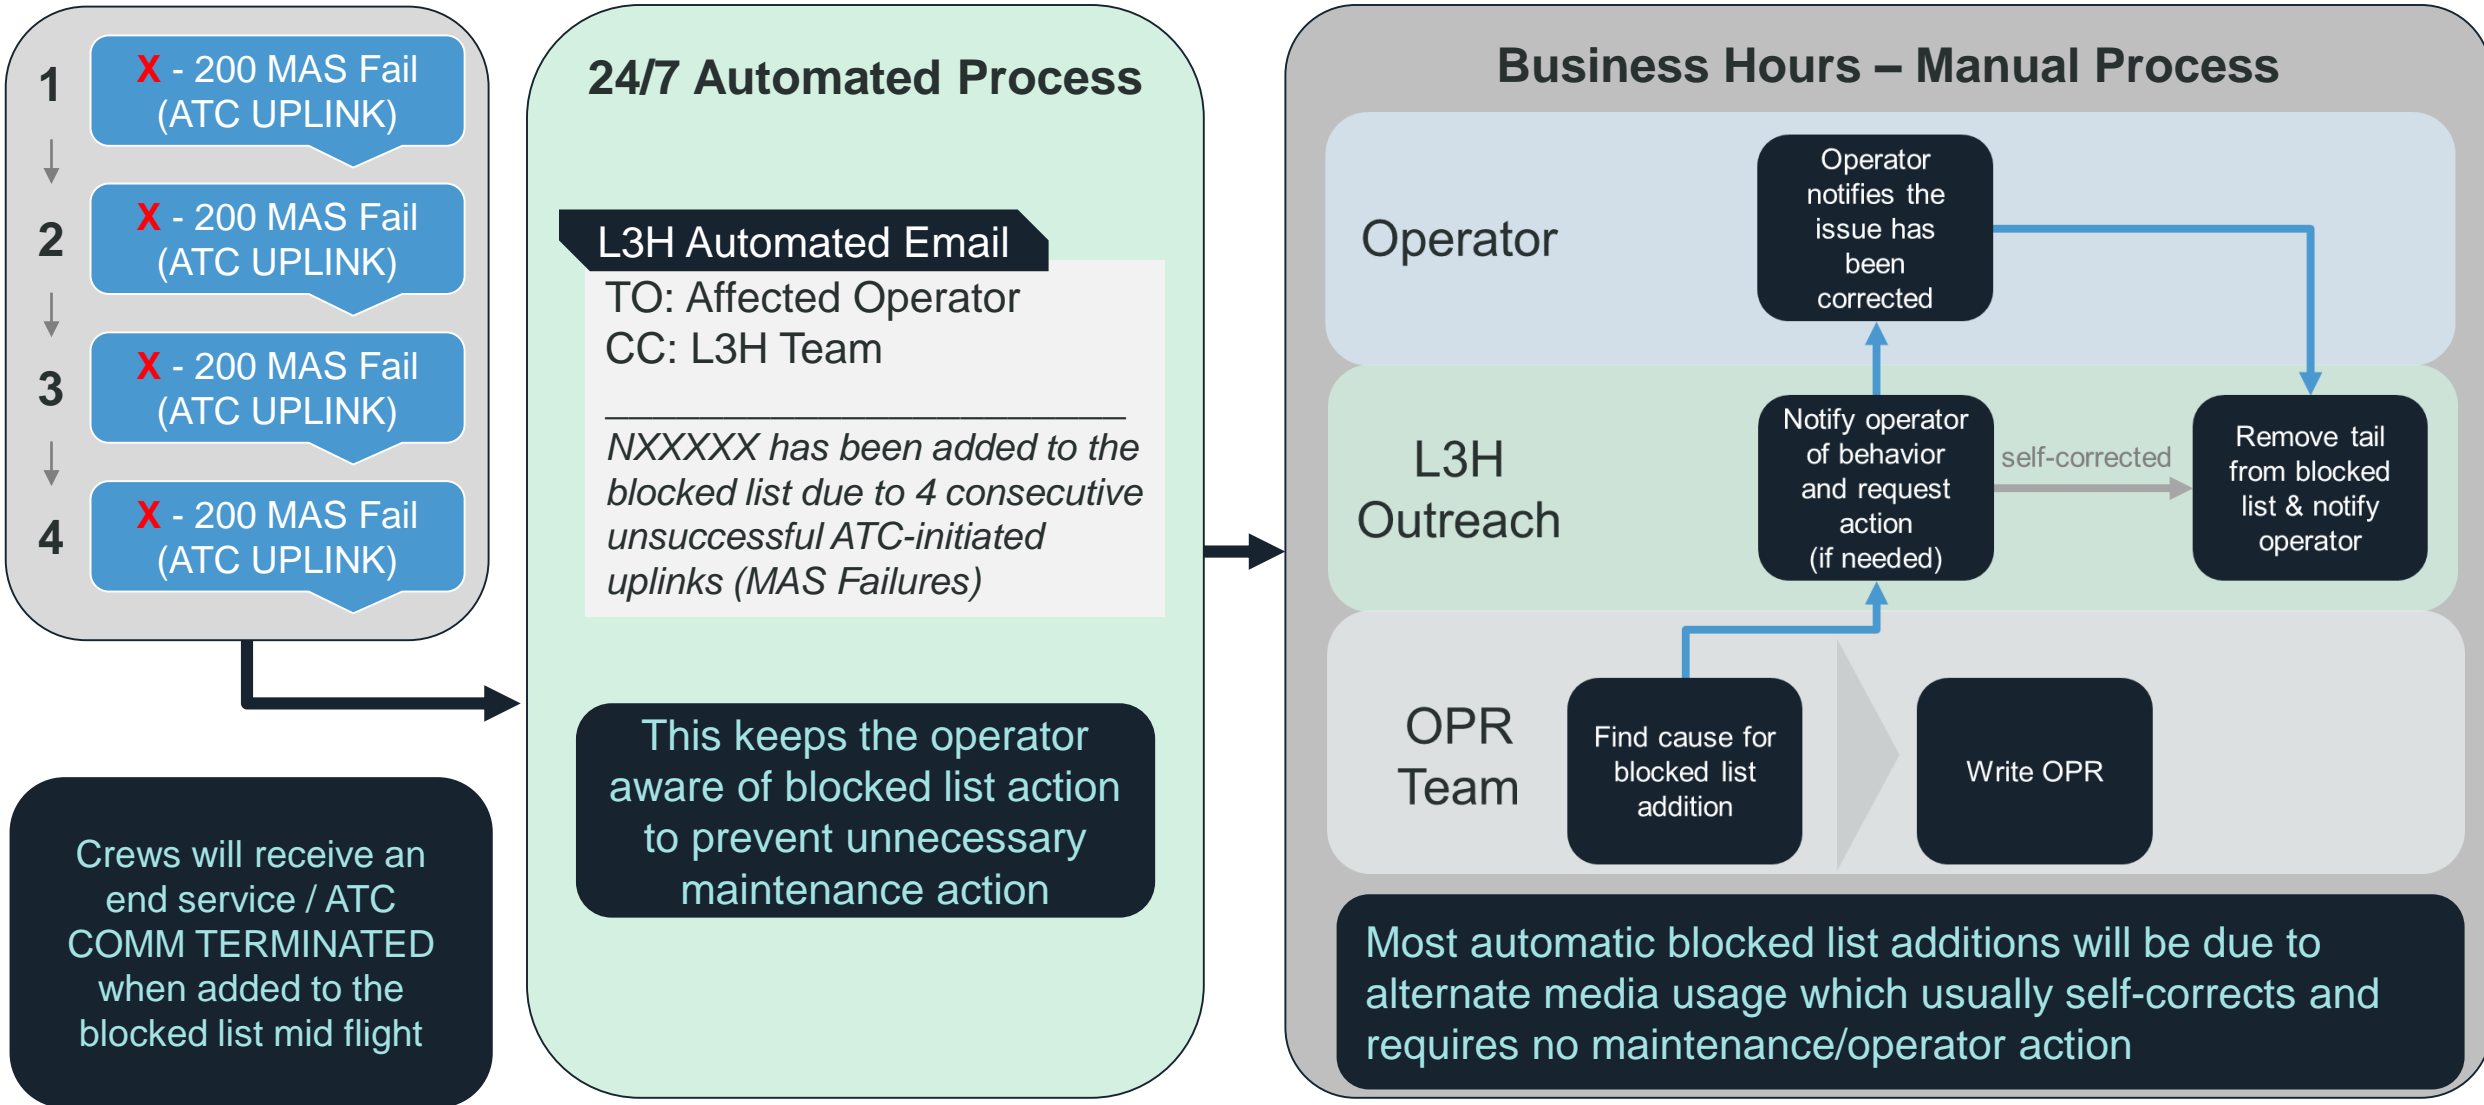 1
X - 200 MAS Fail
(ATC UPLINK)
2
X - 200 MAS Fail
(ATC UPLINK)
3
X - 200 MAS Fail
(ATC UPLINK)
4
X - 200 MAS Fail
(ATC UPLINK)
Crews will receive an
end service / ATC
COMM TERMINATED
when added to the
blocked list mid flight
24/7 Automated Process
L3H Automated Email
TO: Affected Operator
CC: L3H Team
NXXXXX has been added to the
blocked list due to 4 consecutive
unsuccessful ATC-initiated
uplinks (MAS Failures)
This keeps the operator
aware of blocked list action
to prevent unnecessary
maintenance action
Business Hours – Manual Process
Operator
Operator
notifies the
issue has
been
corrected
L3H
Outreach
Notify operator
of behavior
and request
action
(if needed)
self-corrected
Remove tail
from blocked
list & notify
operator
OPR
Team
Find cause for
blocked list
addition
Write OPR
Most automatic blocked list additions will be due to
alternate media usage which usually self-corrects and
requires no maintenance/operator action